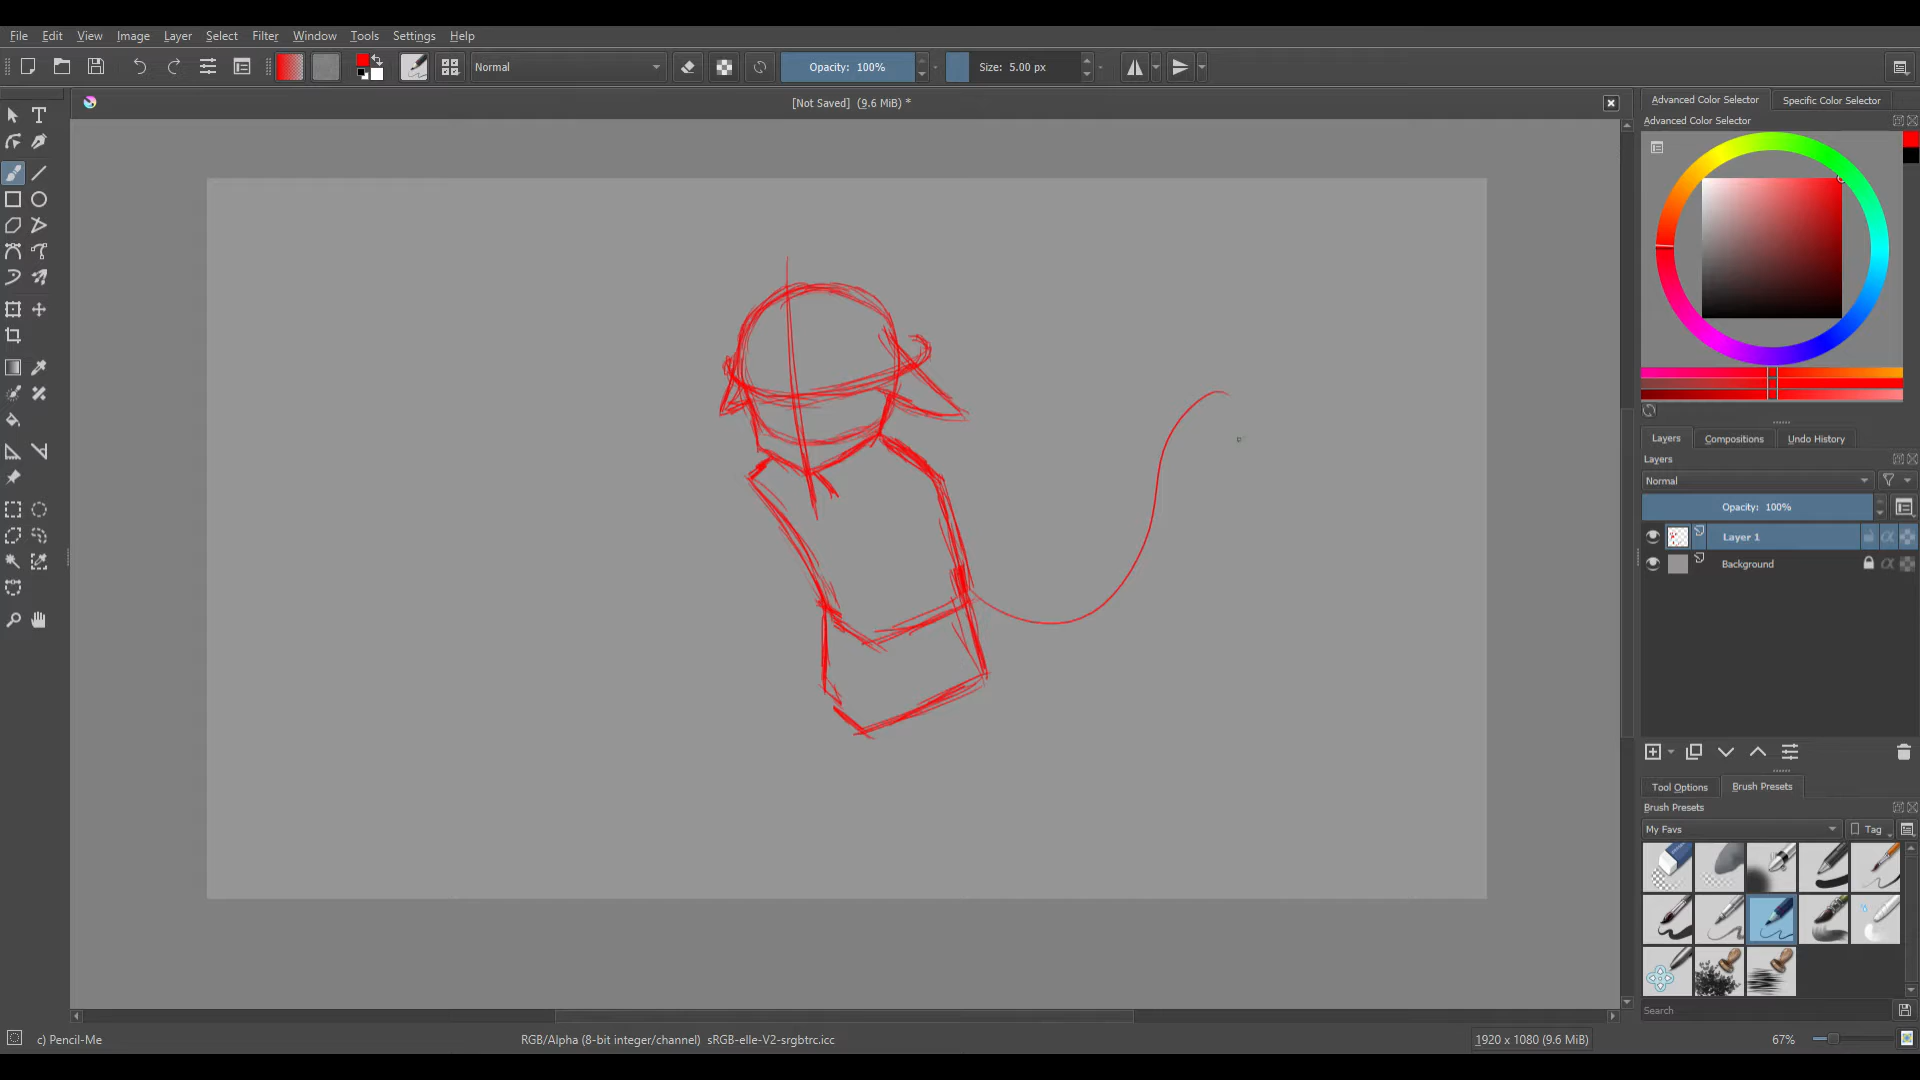 File Edit View Image Layer Select Filter Tools Settings Window Help
Normal
Opacity: 100%
Size: 5.00 px
[Not Saved] (9.6 MiB) *
Advanced Color Selector
Specific Color Selector
Advanced Color Selector
Layers
Compositions
Undo History
Layers
Normal
Opacity: 100%
Layer 1
Background
Tool Options
Brush Presets
Brush Presets
My Favs
Tag
Search
c) Pencil-Me
RGB/Alpha (8-bit integer/channel) sRGB-elle-V2-srgbtrc.icc
1920 x 1080 (9.6 MiB)
67%